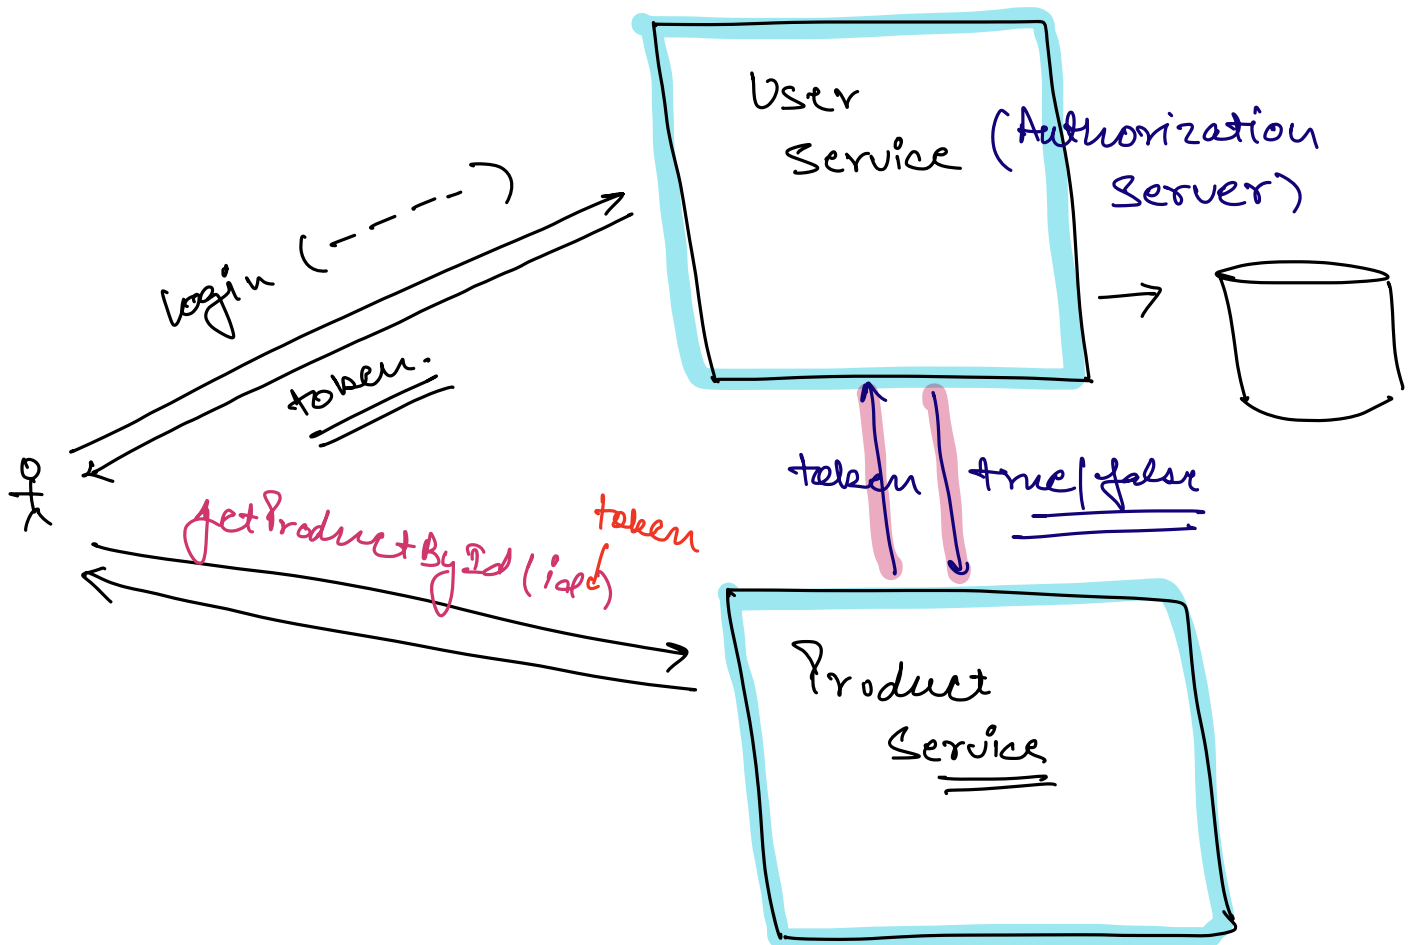 User
Service
(Authorization
Server)
login (- - - - -)
token.
token
true/false
getProductById(id)
token
Product
Service